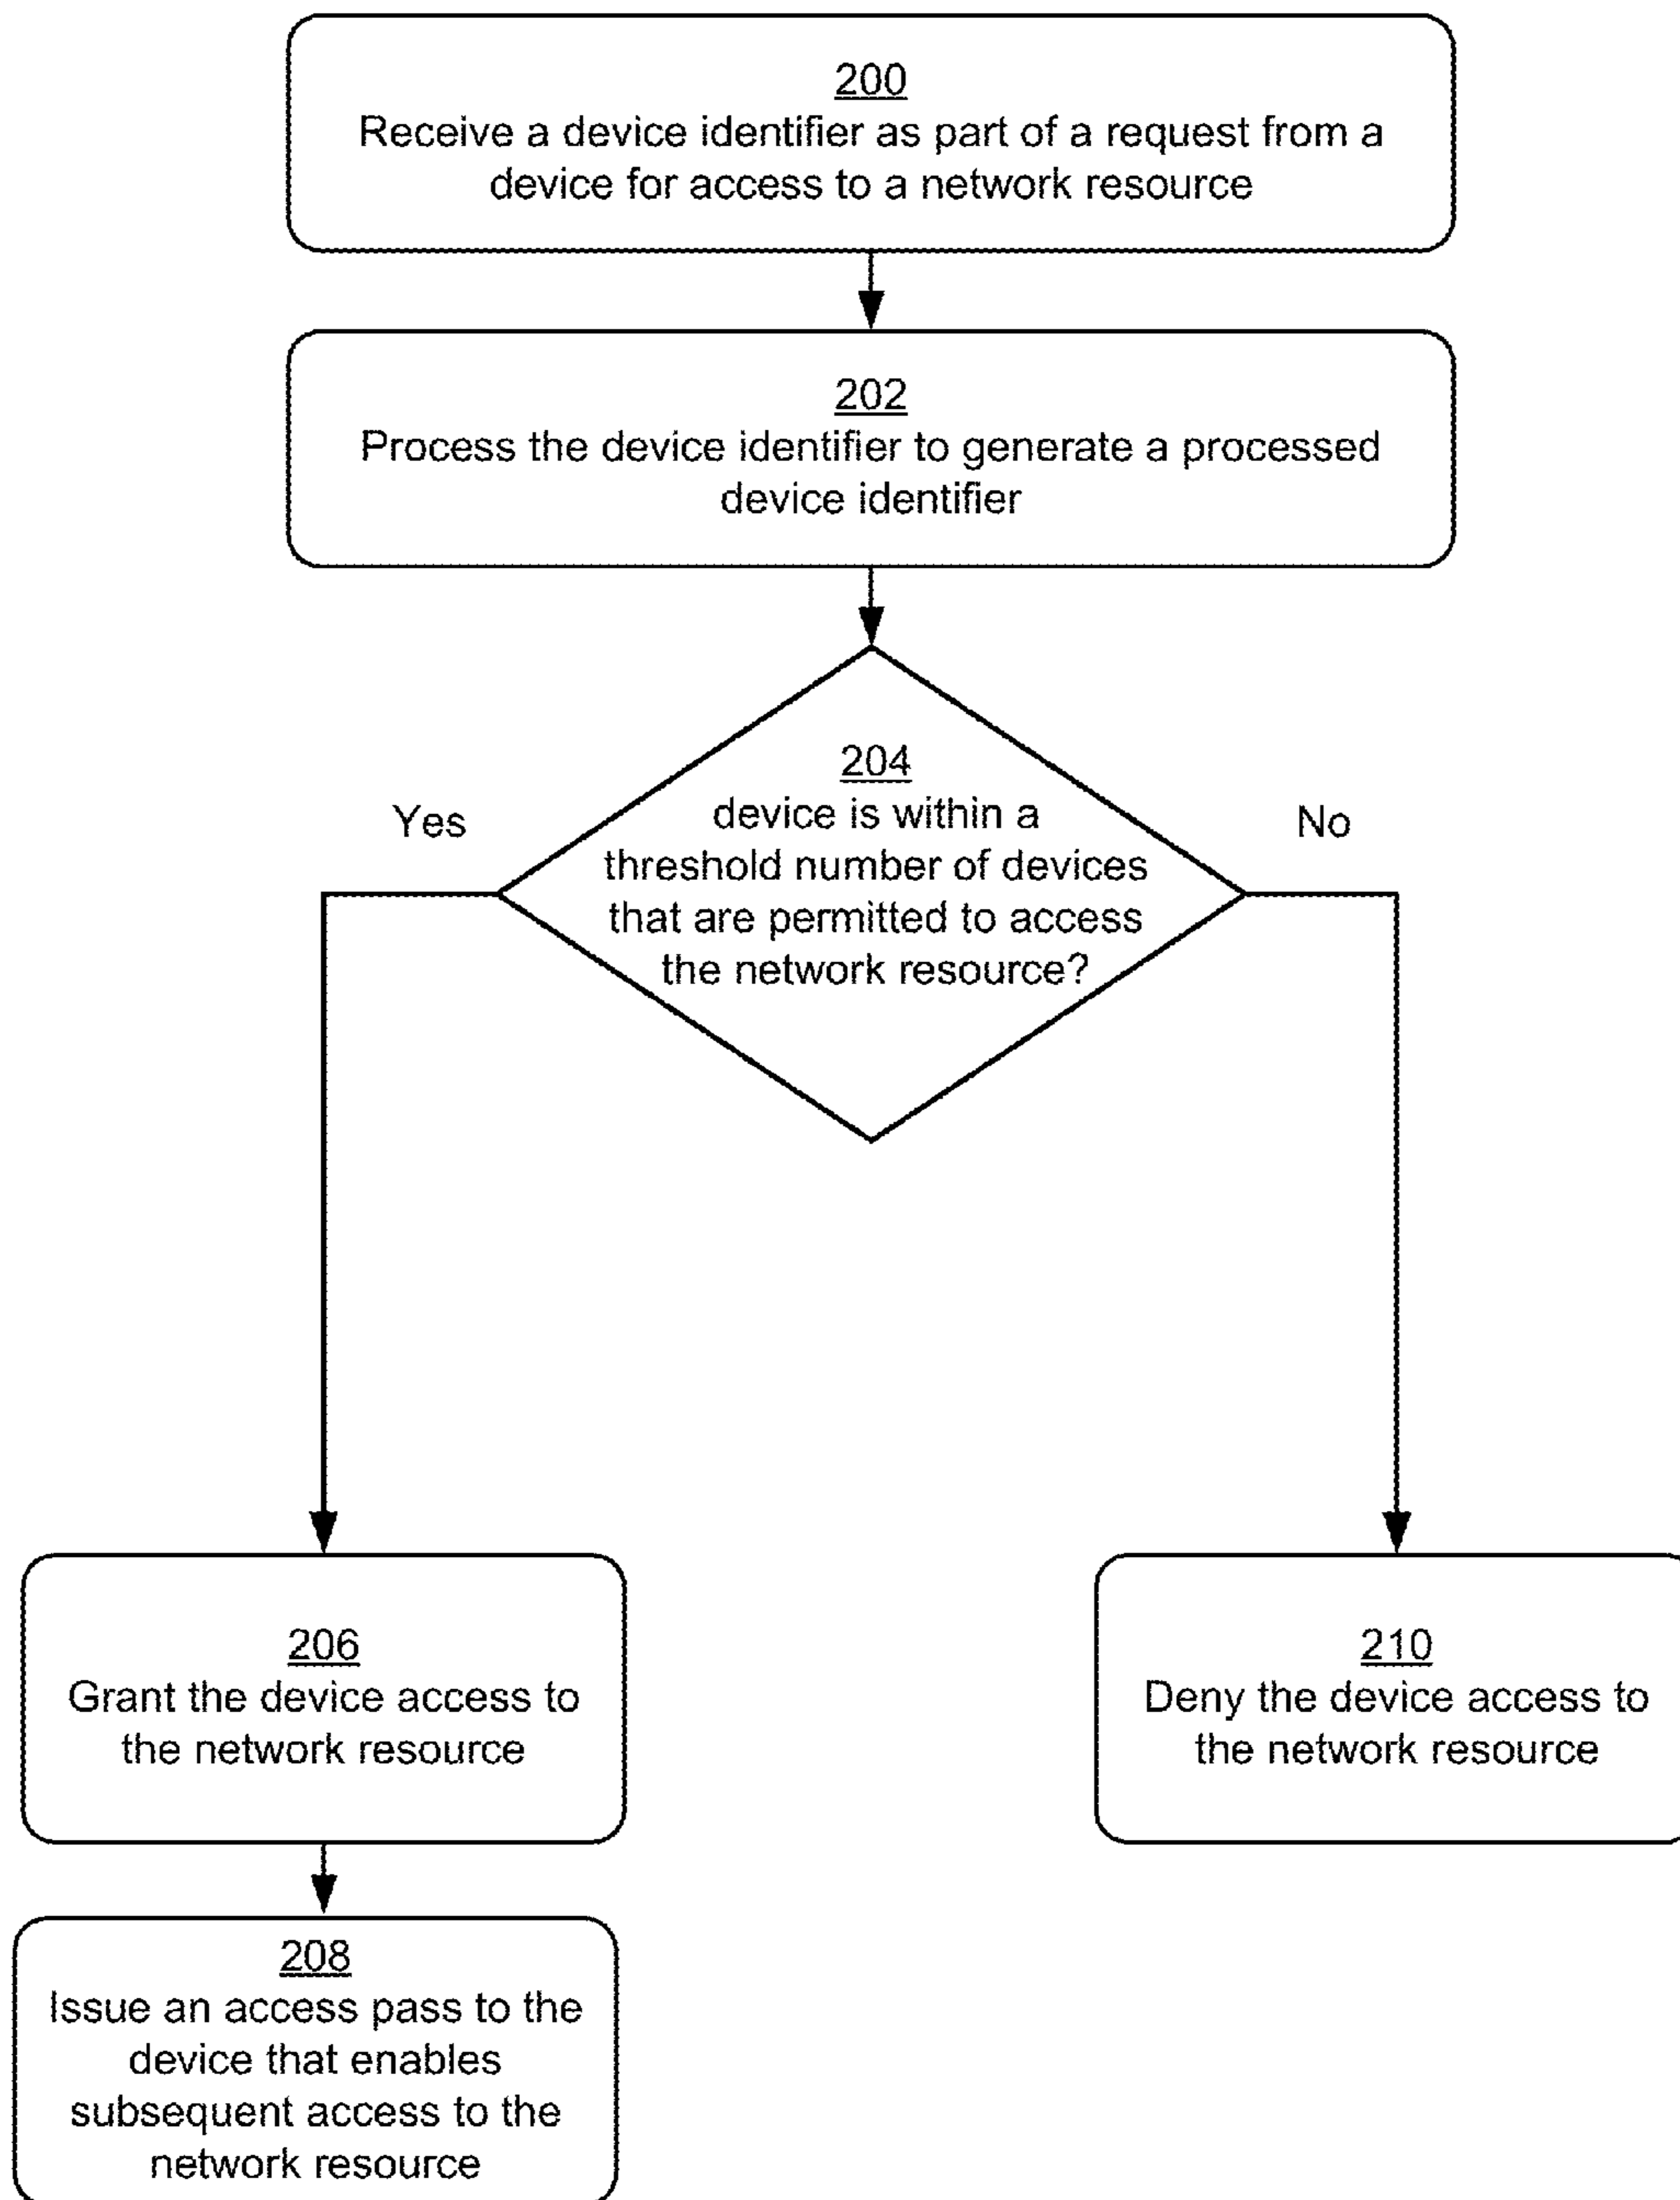 200
Receive a device identifier as part of a request from a
device for access to a network resource
202
Process the device identifier to generate a processed
device identifier
204
device is within a
threshold number of devices
that are permitted to access
the network resource?
Yes
No
206
Grant the device access to
the network resource
210
Deny the device access to
the network resource
208
Issue an access pass to the
device that enables
subsequent access to the
network resource